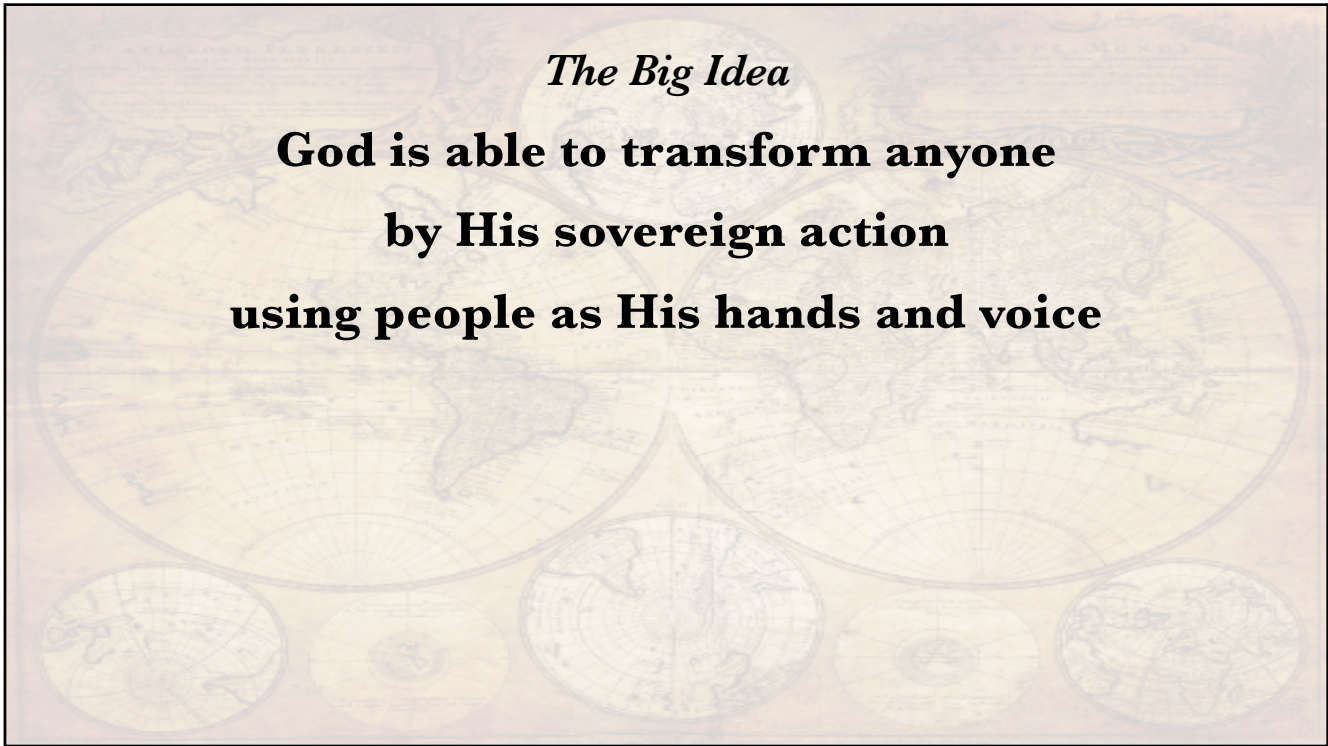 The Big Idea
God is able to transform anyone
by His sovereign action
using people as His hands and voice